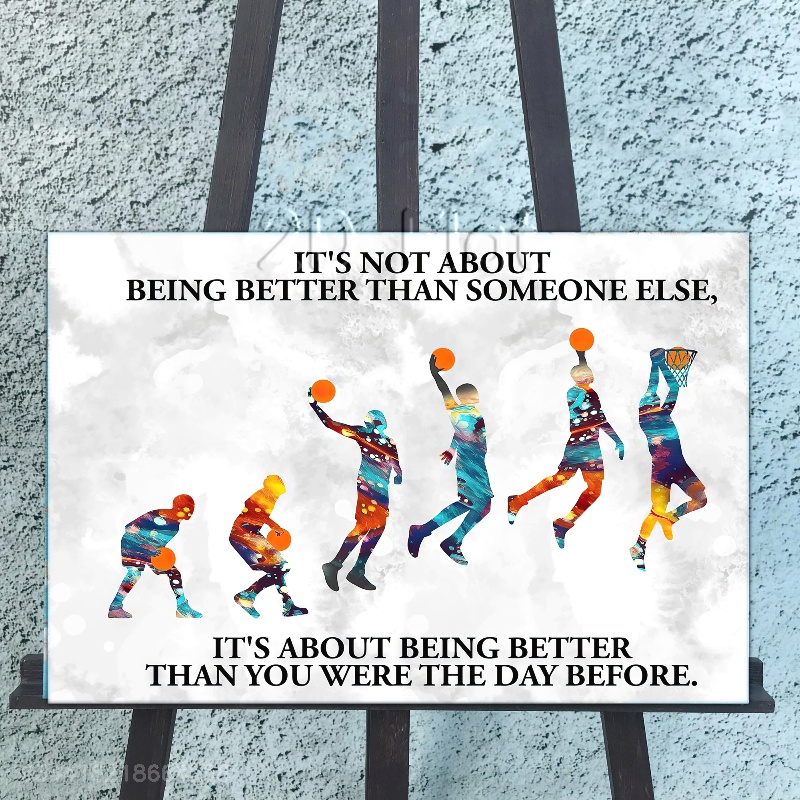 IT'S NOT ABOUT
BEING BETTER THAN SOMEONE ELSE,
IT'S ABOUT BEING BETTER
THAN YOU WERE THE DAY BEFORE.